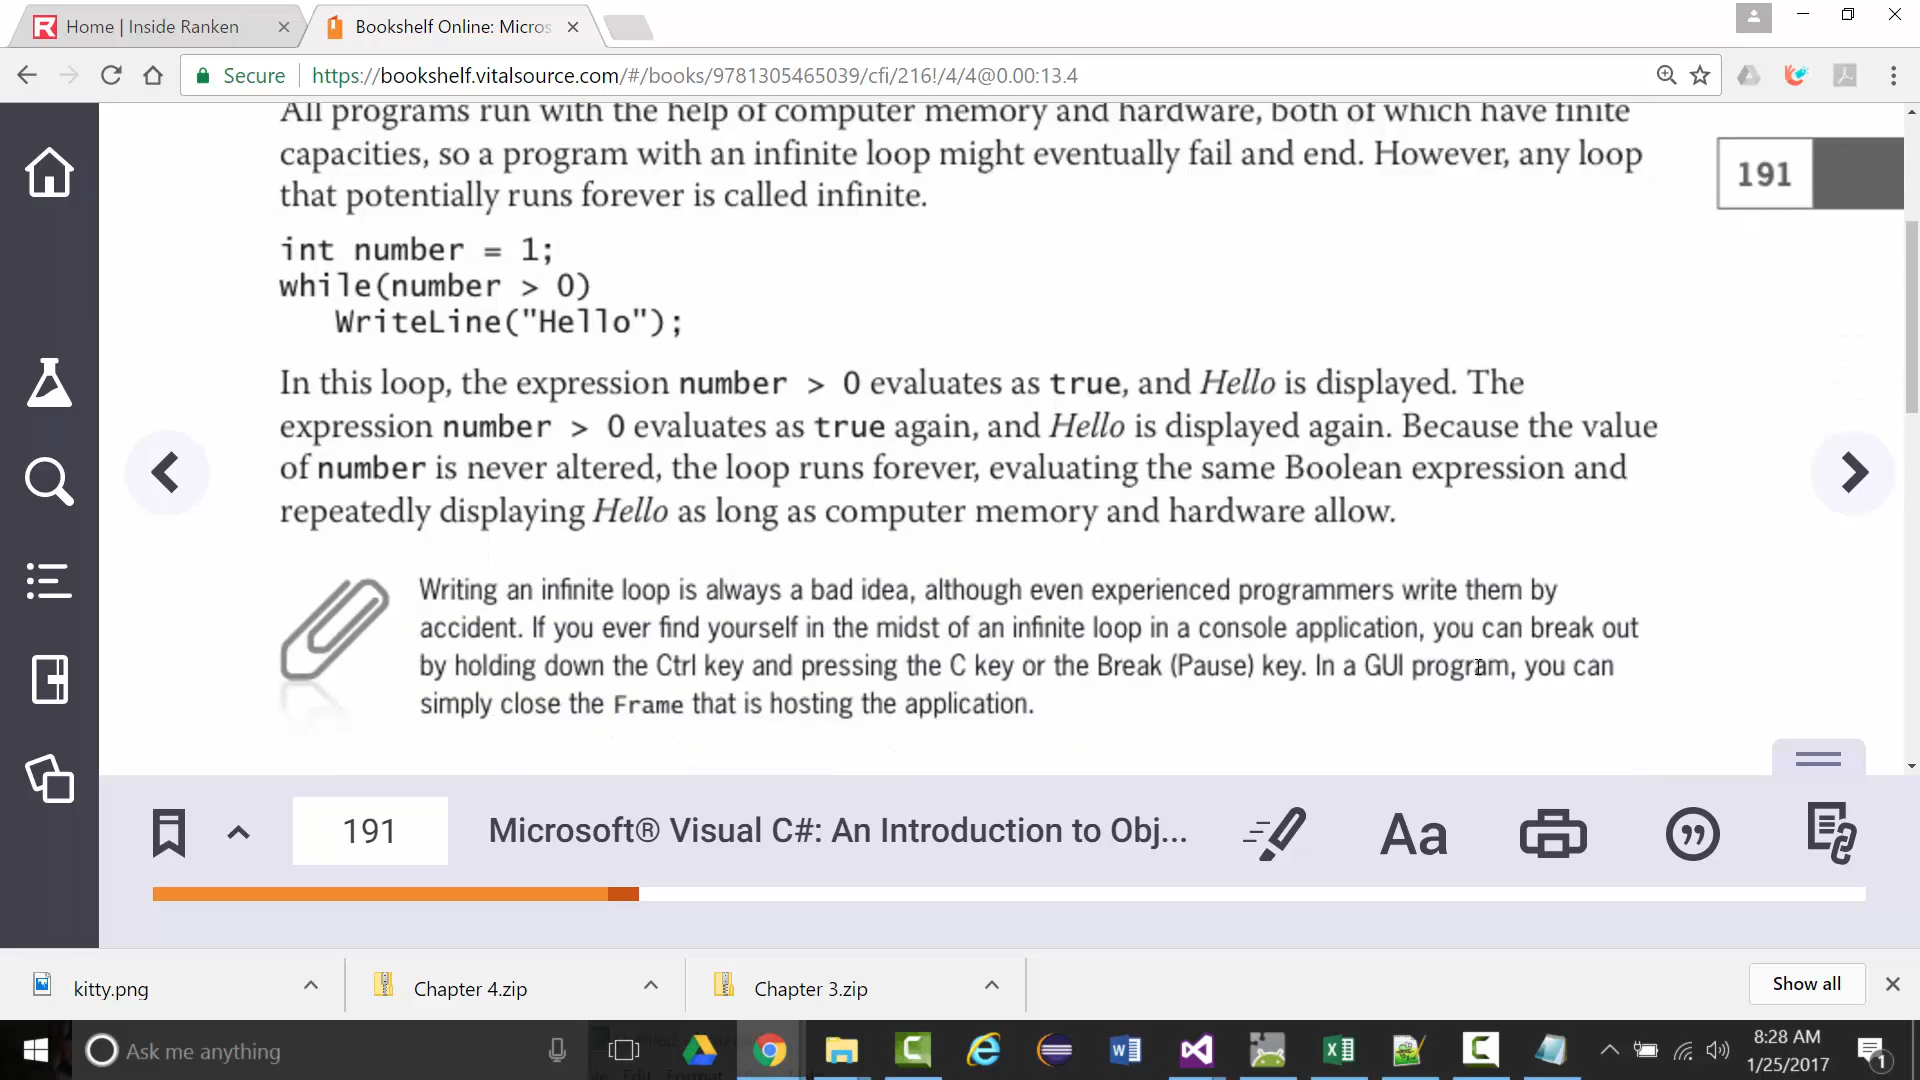 Home | Inside Ranken
Bookshelf Online: Micros
Secure
https://bookshelf.vitalsource.com/#/books/9781305465039/cfi/216!/4/4@0.00:13.4
All programs run with the help of computer memory and hardware, both of which have finite
capacities, so a program with an infinite loop might eventually fail and end. However, any loop
that potentially runs forever is called infinite.
191
int number = 1;
while(number > 0)
WriteLine("Hello");
In this loop, the expression number > 0 evaluates as true, and Hello is displayed. The
expression number > 0 evaluates as true again, and Hello is displayed again. Because the value
of number is never altered, the loop runs forever, evaluating the same Boolean expression and
repeatedly displaying Hello as long as computer memory and hardware allow.
Writing an infinite loop is always a bad idea, although even experienced programmers write them by
accident. If you ever find yourself in the midst of an infinite loop in a console application, you can break out
by holding down the Ctrl key and pressing the C key or the Break (Pause) key. In a GUI program, you can
simply close the Frame that is hosting the application.
191
Microsoft® Visual C#: An Introduction to Obj...
Aa
kitty.png
Chapter 4.zip
Chapter 3.zip
Show all
Ask me anything
8:28 AM
1/25/2017
1